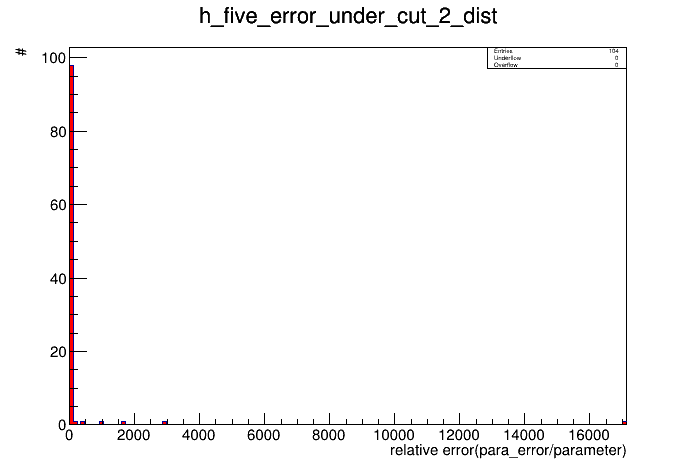 h_five_error_under_cut_2_dist
#
Entries 104
Underflow 0
Overflow 0
100
80
60
40
20
0
0 2000 4000 6000 8000 10000 12000 14000 16000
relative error(para_error/parameter)